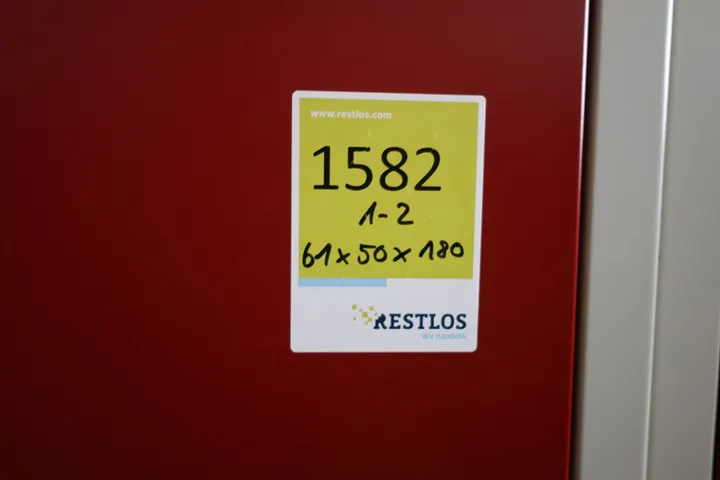 www.restlos.com
1582
1-2
61x50x180
RESTLOS
Wir handeln.